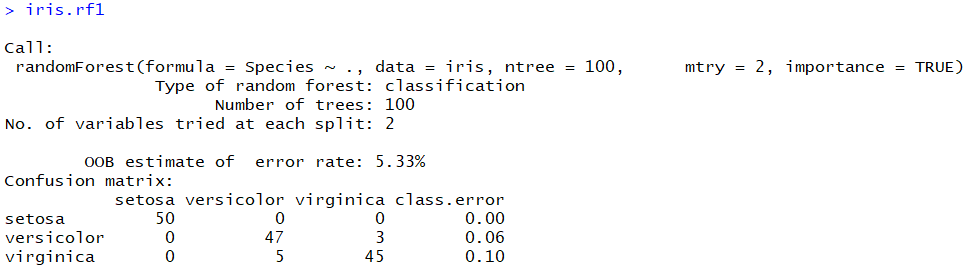 > iris.rf1
Call:
 randomForest(formula = Species ~ ., data = iris, ntree = 100,      mtry = 2, importance = TRUE)
               Type of random forest: classification
                     Number of trees: 100
No. of variables tried at each split: 2
        OOB estimate of  error rate: 5.33%
Confusion matrix:
           setosa versicolor virginica class.error
setosa         50          0         0        0.00
versicolor      0         47         3        0.06
virginica       0          5        45        0.10